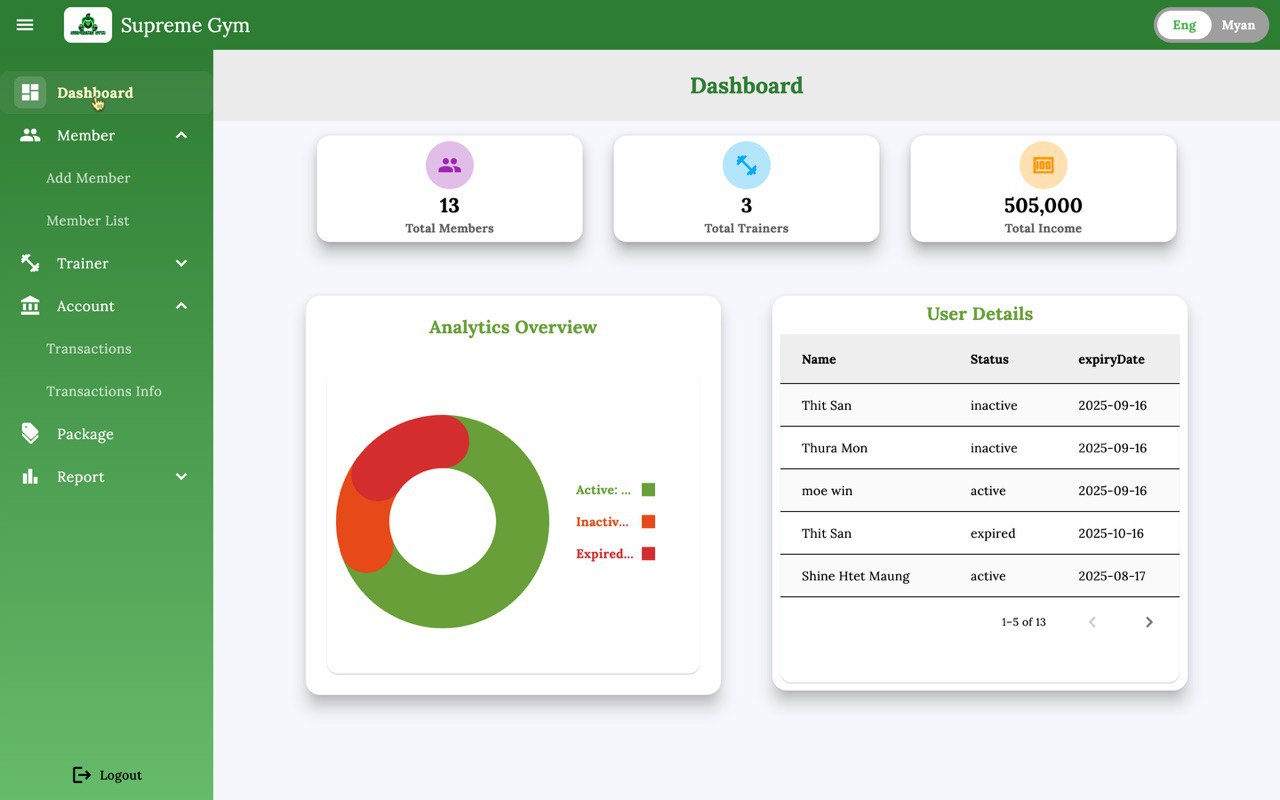 Supreme Gym
Eng Myan
Dashboard
Member
Add Member
Member List
Trainer
Account
Transactions
Transactions Info
Package
Report
Logout
Dashboard
13
Total Members
3
Total Trainers
505,000
Total Income
Analytics Overview
Active: ...
Inactiv...
Expired...
User Details
Name Status expiryDate
Thit San inactive 2025-09-16
Thura Mon inactive 2025-09-16
moe win active 2025-09-16
Thit San expired 2025-10-16
Shine Htet Maung active 2025-08-17
1–5 of 13